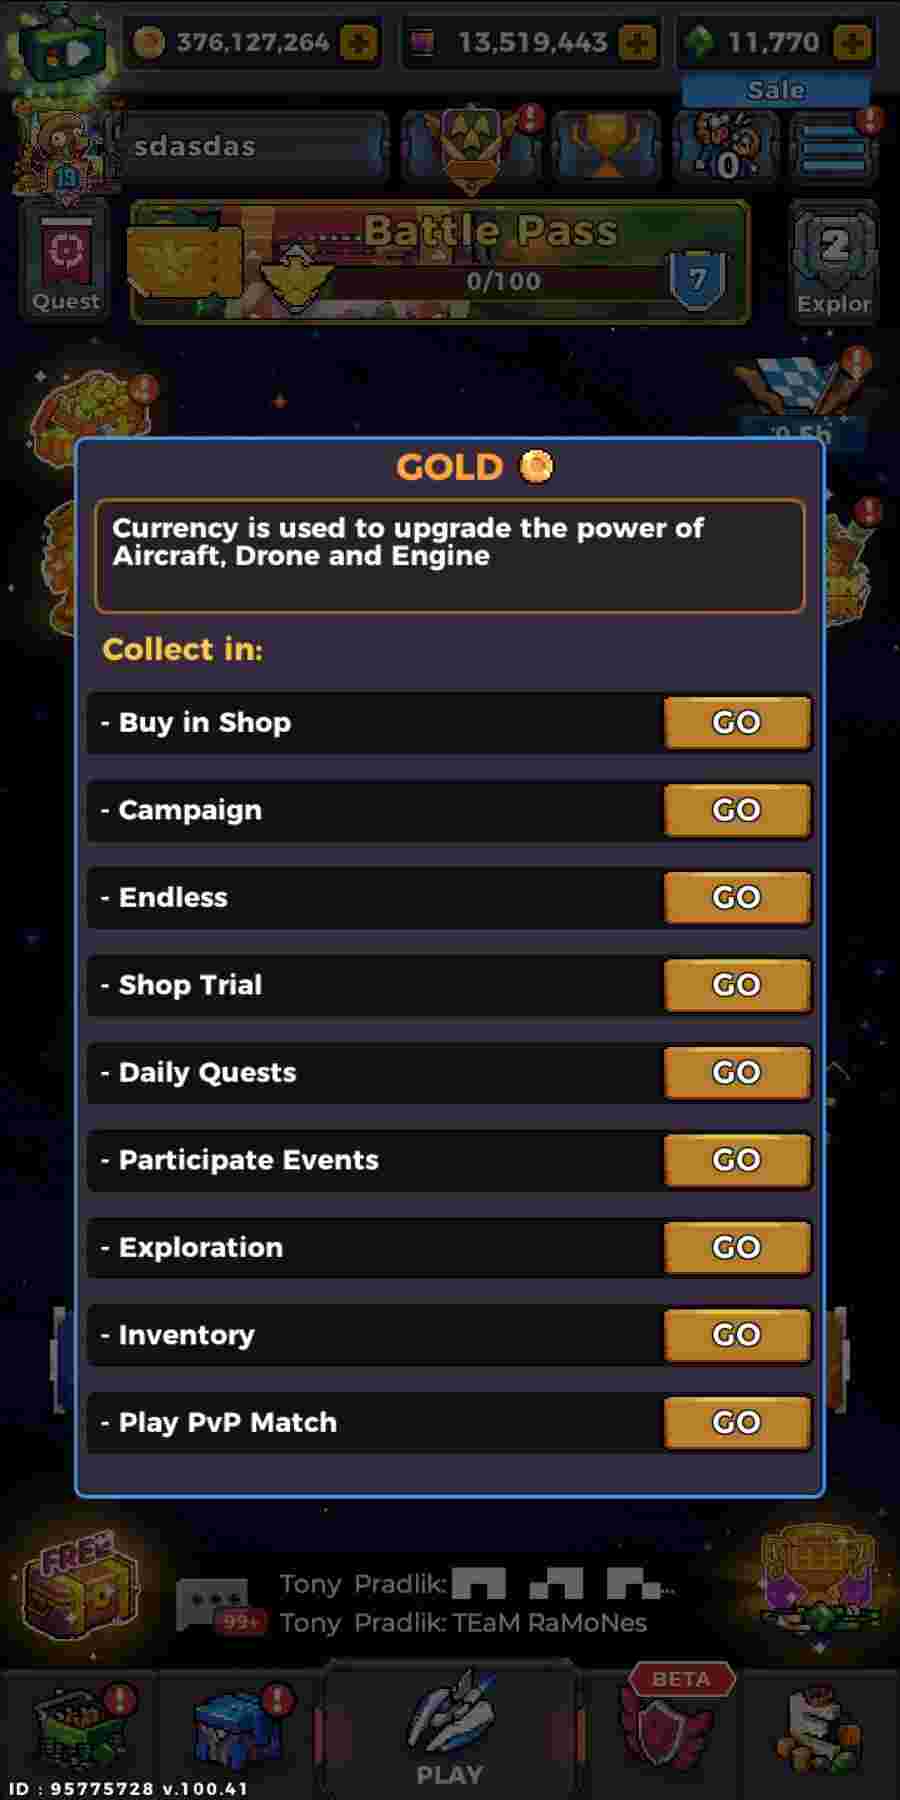 376,127,264
13,519,443
11,770
Sale
sdasdas
19
0
Battle Pass
0/100
7
Quest
2
Explor
9.5h
GOLD
Currency is used to upgrade the power of
Aircraft, Drone and Engine
Collect in:
- Buy in Shop GO
- Campaign GO
- Endless GO
- Shop Trial GO
- Daily Quests GO
- Participate Events GO
- Exploration GO
- Inventory GO
- Play PvP Match GO
FREE
Tony Pradlik:
99+
Tony Pradlik: TEaM RaMoNes
BETA
PLAY
ID : 95775728 v.100.41